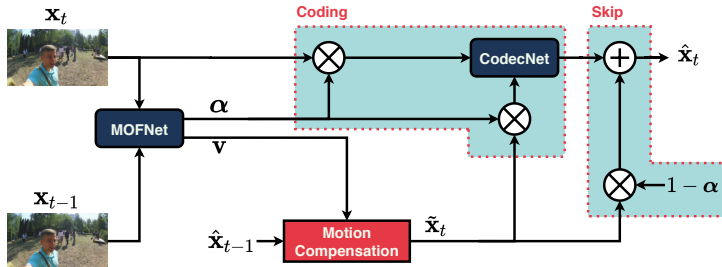 Coding
Skip
x_t
CodecNet
x̂_t
α
MOFNet
v
x_{t−1}
1 − α
x̂_{t−1}
Motion
Compensation
x̃_t